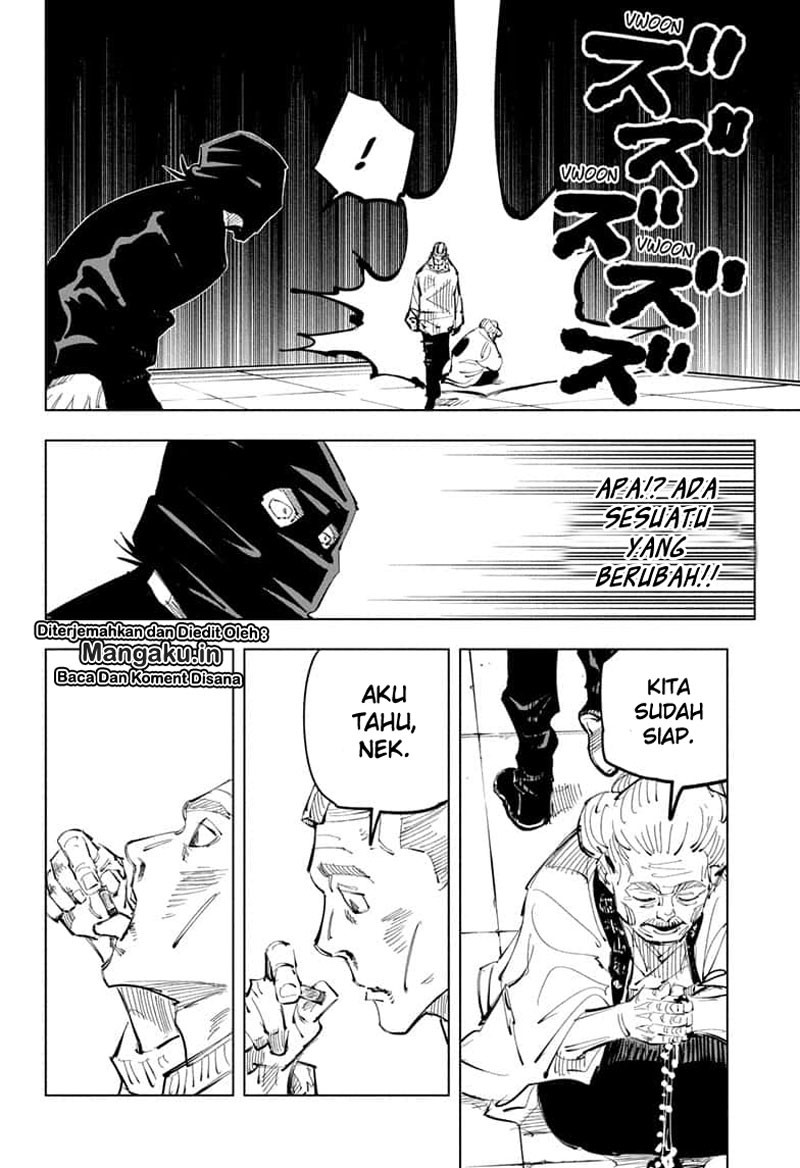 VWOON
ズズ
VWOON
ズズ
VWOON
ズズ
!
APA!? ADA
SESUATU
YANG
BERUBAH!!
Diterjemahkan dan Diedit Oleh :
Mangaku.in
Baca Dan Koment Disana
KITA
SUDAH
SIAP.
AKU
TAHU,
NEK.